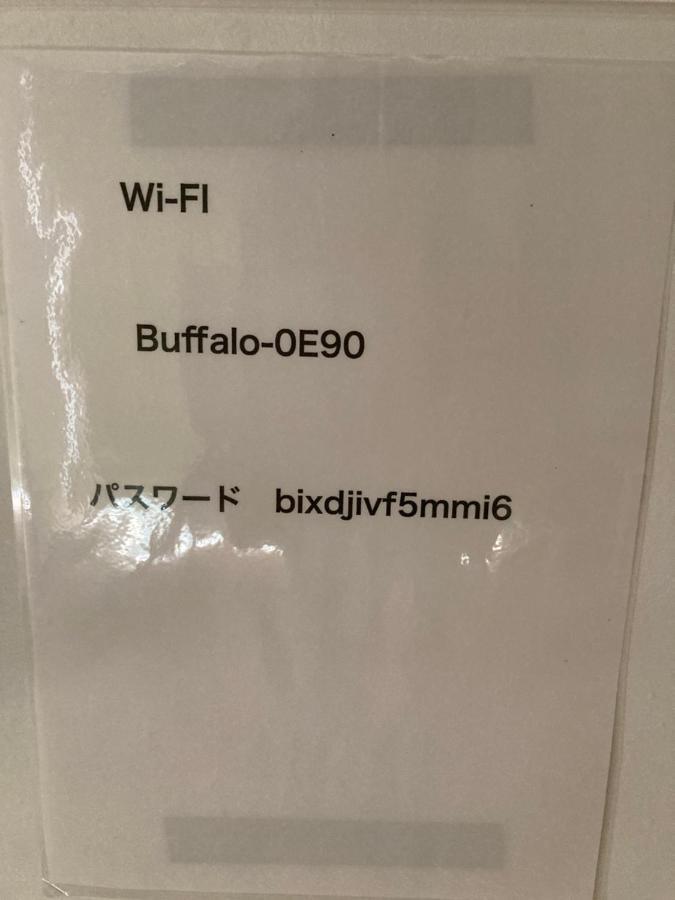 Wi-FI
Buffalo-0E90
パスワード　bixdjivf5mmi6